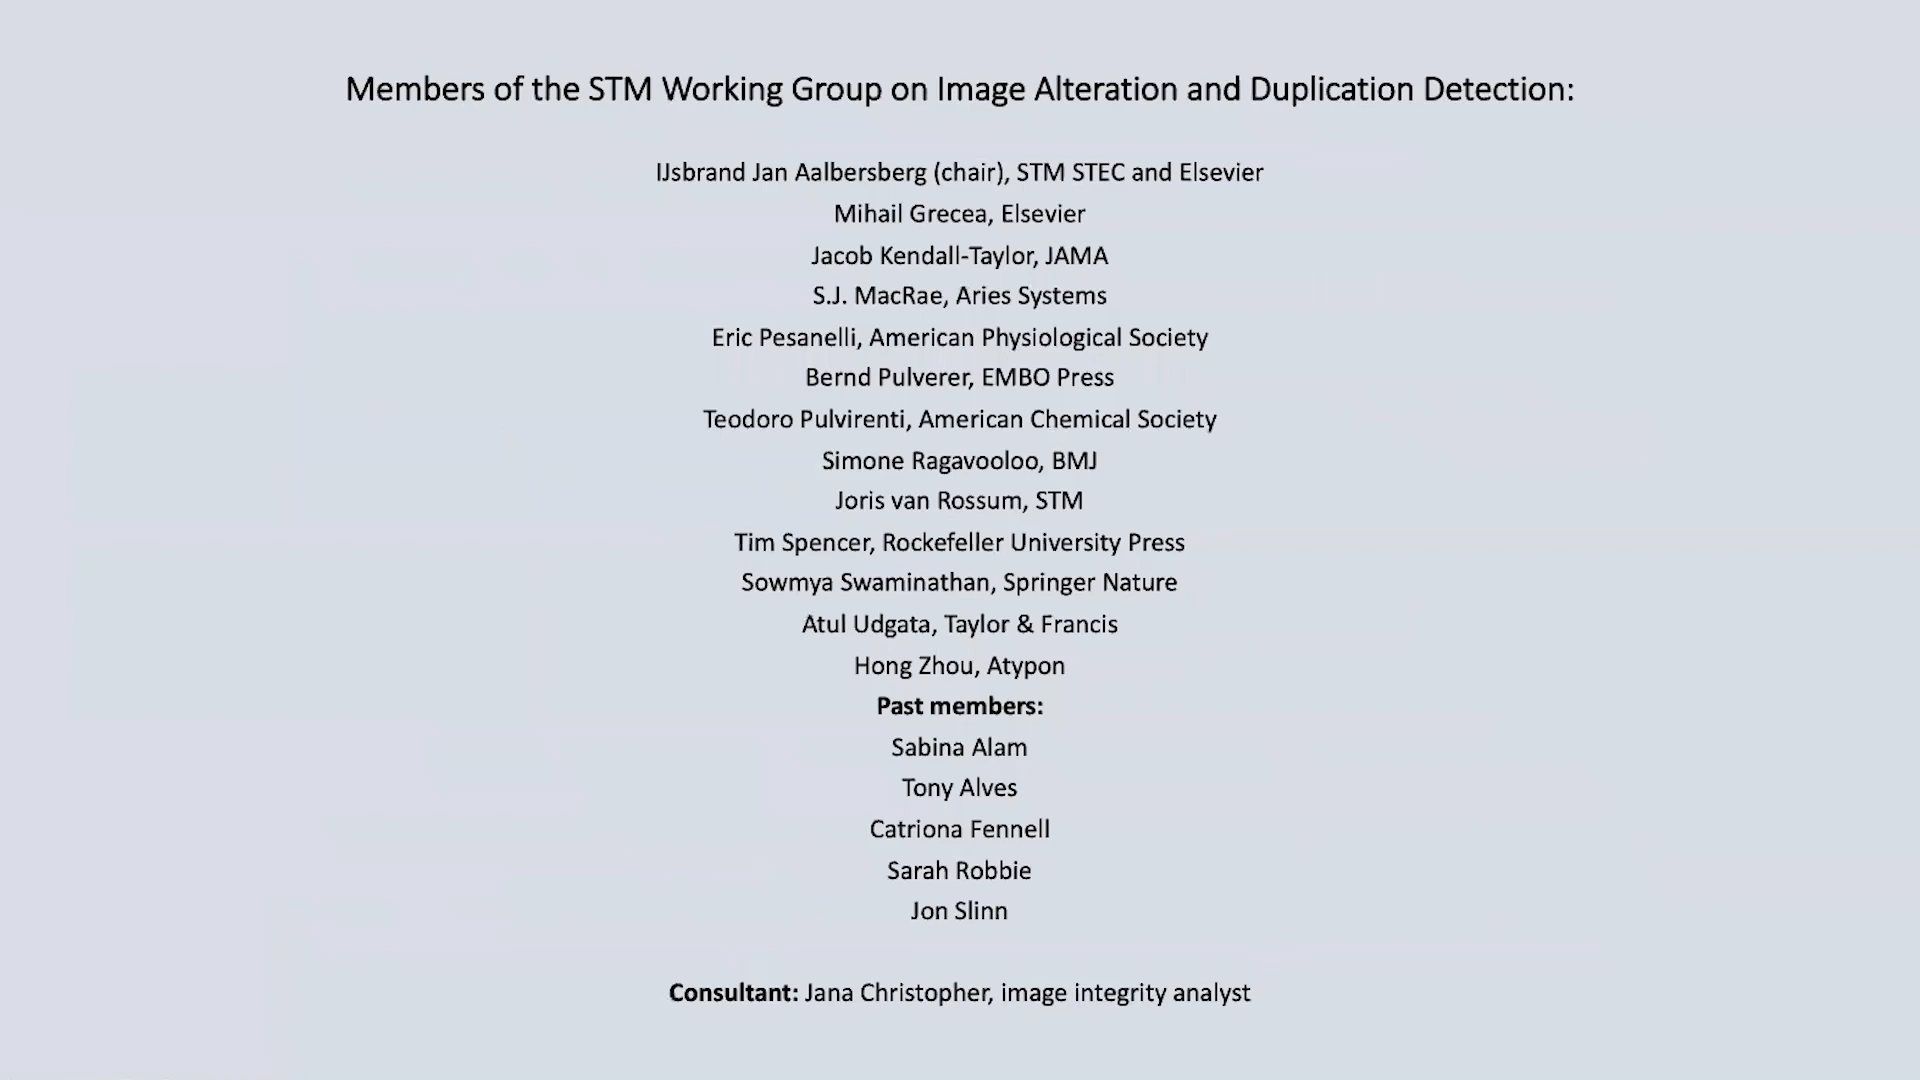 Members of the STM Working Group on Image Alteration and Duplication Detection:
IJsbrand Jan Aalbersberg (chair), STM STEC and Elsevier
Mihail Grecea, Elsevier
Jacob Kendall-Taylor, JAMA
S.J. MacRae, Aries Systems
Eric Pesanelli, American Physiological Society
Bernd Pulverer, EMBO Press
Teodoro Pulvirenti, American Chemical Society
Simone Ragavooloo, BMJ
Joris van Rossum, STM
Tim Spencer, Rockefeller University Press
Sowmya Swaminathan, Springer Nature
Atul Udgata, Taylor & Francis
Hong Zhou, Atypon
Past members:
Sabina Alam
Tony Alves
Catriona Fennell
Sarah Robbie
Jon Slinn
Consultant: Jana Christopher, image integrity analyst